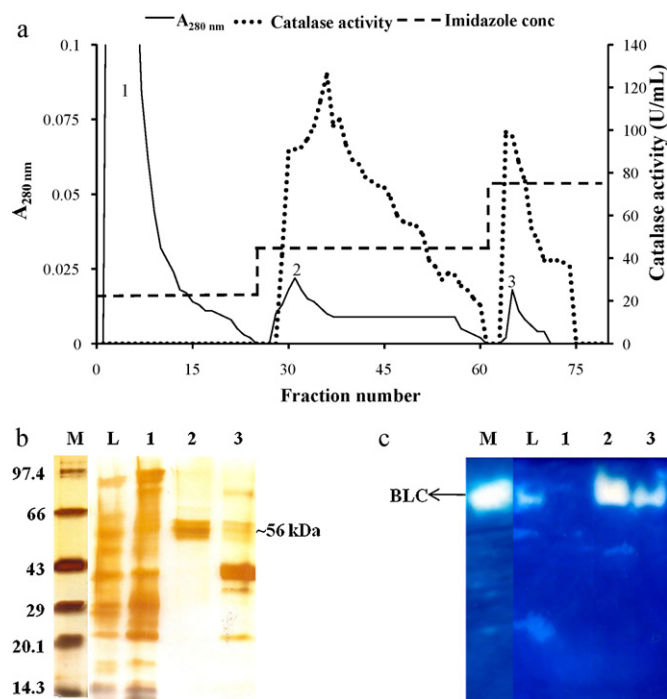 a
A280 nm Catalase activity Imidazole conc
0.1
0.075
0.05
0.025
0
A280 nm
140
120
100
80
60
40
20
0
Catalase activity (U/mL)
1
2
3
0 15 30 45 60 75
Fraction number
b
M L 1 2 3
97.4
66
43
29
20.1
14.3
~56 kDa
c
M L 1 2 3
BLC